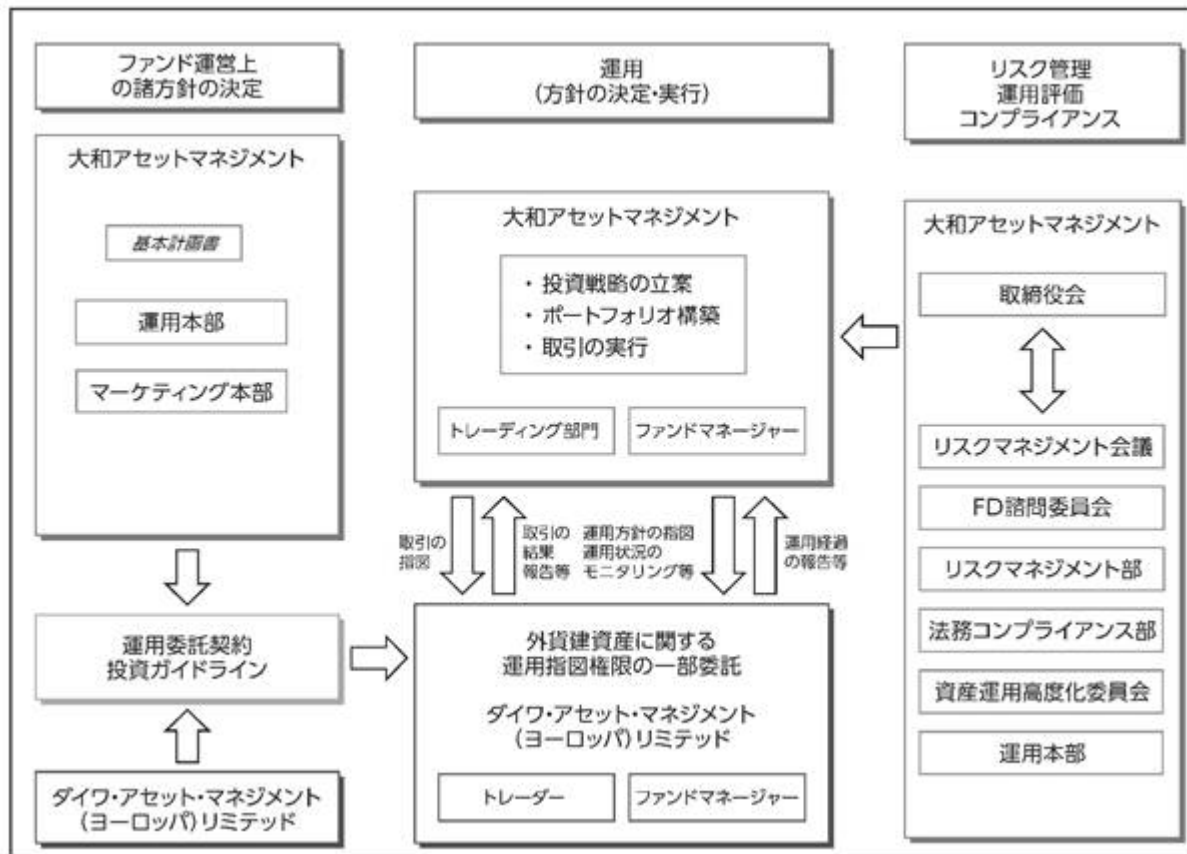 ファンド運営上
の諸方針の決定
大和アセットマネジメント
基本計画書
運用本部
マーケティング本部
運用委託契約
投資ガイドライン
ダイワ・アセット・マネジメント
(ヨーロッパ)リミテッド
運用
(方針の決定・実行)
大和アセットマネジメント
・ 投資戦略の立案
・ ポートフォリオ構築
・ 取引の実行
トレーディング部門
ファンドマネージャー
取引の
指図
取引の
結果
報告等
運用方針の指図
運用状況の
モニタリング等
運用経過
の報告等
外貨建資産に関する
運用指図権限の一部委託
ダイワ・アセット・マネジメント
(ヨーロッパ)リミテッド
トレーダー
ファンドマネージャー
リスク管理
運用評価
コンプライアンス
大和アセットマネジメント
取締役会
リスクマネジメント会議
FD諮問委員会
リスクマネジメント部
法務コンプライアンス部
資産運用高度化委員会
運用本部